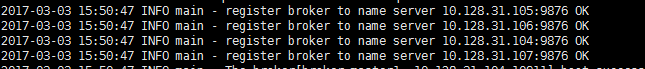 2017-03-03 15:50:47 INFO main - register broker to name server 10.128.31.105:9876 OK
2017-03-03 15:50:47 INFO main - register broker to name server 10.128.31.106:9876 OK
2017-03-03 15:50:47 INFO main - register broker to name server 10.128.31.104:9876 OK
2017-03-03 15:50:47 INFO main - register broker to name server 10.128.31.107:9876 OK